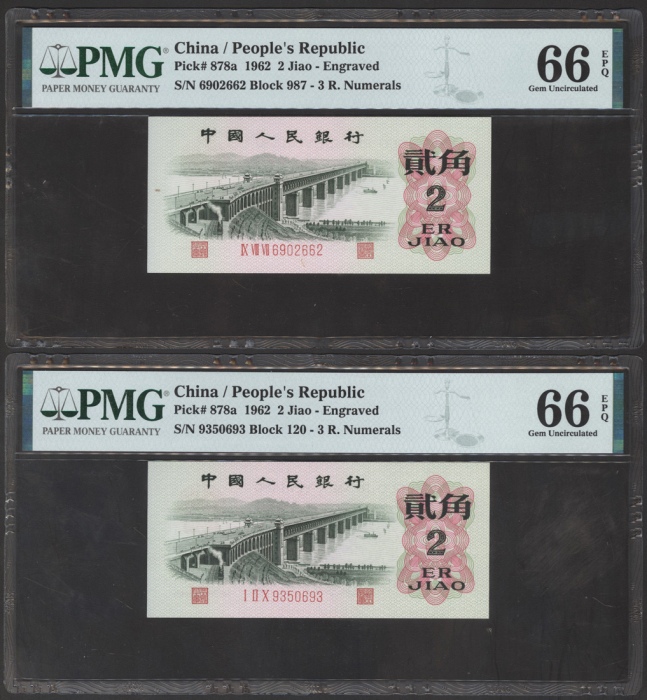 PMG
PAPER MONEY GUARANTY
China / People's Republic
Pick# 878a 1962 2 Jiao - Engraved
S/N 6902662 Block 987 - 3 R. Numerals
66 EPQ
Gem Uncirculated
中國人民銀行
貳角
2
ER
JIAO
IX VIII VII 6902662
PMG
PAPER MONEY GUARANTY
China / People's Republic
Pick# 878a 1962 2 Jiao - Engraved
S/N 9350693 Block 120 - 3 R. Numerals
66 EPQ
Gem Uncirculated
中國人民銀行
貳角
2
ER
JIAO
I II X 9350693